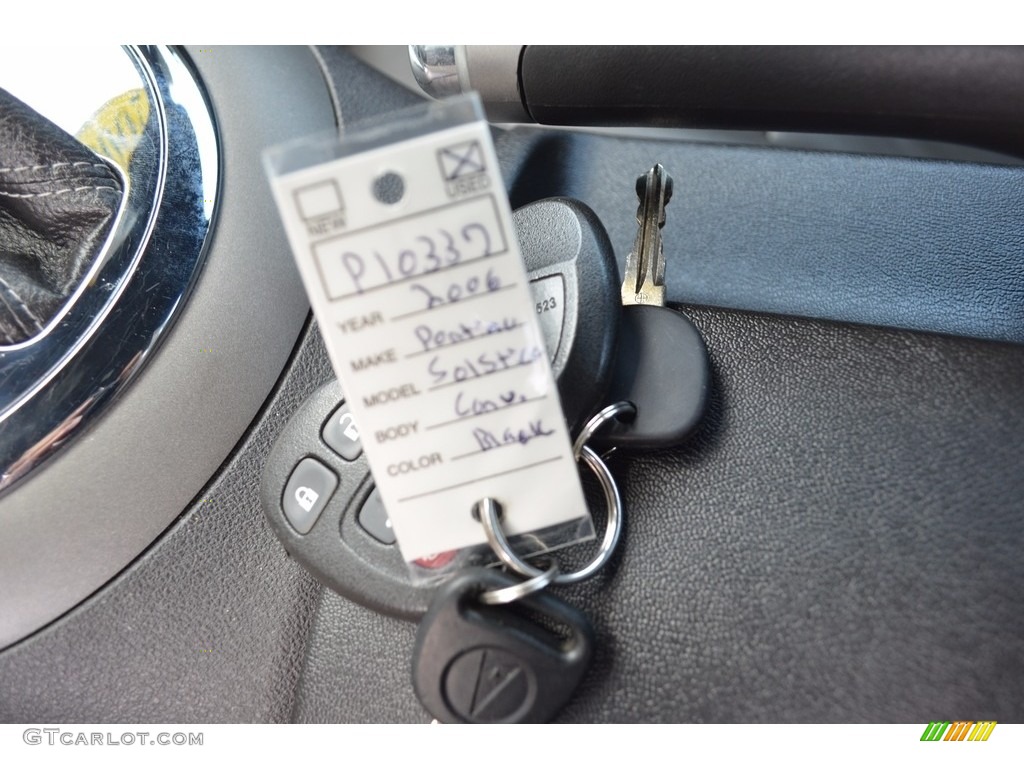 NEW USED
P10337
YEAR 2006
MAKE Pontiac
MODEL Solstice
BODY Conv.
COLOR Black
523
GTCARLOT.COM